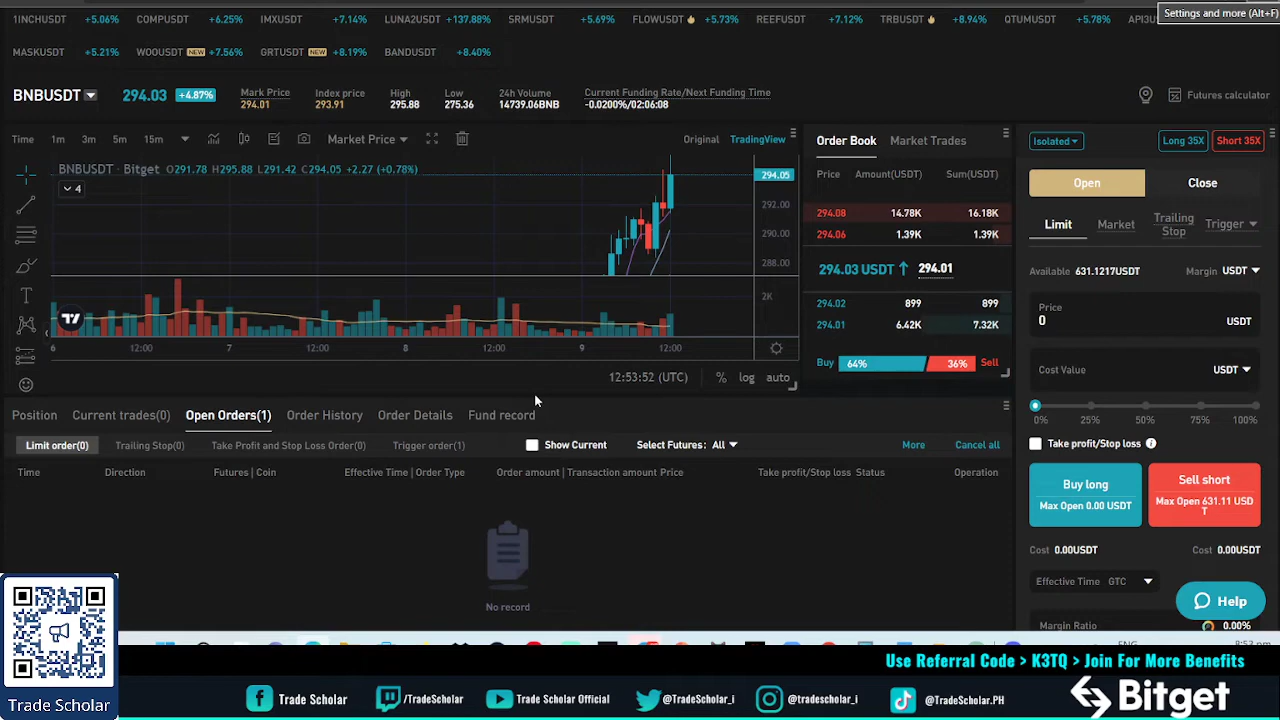 Settings and more (Alt+F
1INCHUSDT +5.06% COMPUSDT +6.25% IMXUSDT +7.14% LUNA2USDT +137.88% SRMUSDT +5.69% FLOWUSDT +5.73% REEFUSDT +7.12% TRBUSDT +8.94% QTUMUSDT +5.78% API3US
MASKUSDT +5.21% WOOUSDT NEW +7.56% GRTUSDT NEW +8.19% BANDUSDT +8.40%
BNBUSDT 294.03 +4.87%
Mark Price
294.01
Index price
293.91
High
295.88
Low
275.36
24h Volume
14739.06BNB
Current Funding Rate/Next Funding Time
-0.0200%/02:06:08
Futures calculator
Time 1m 3m 5m 15m Market Price Original TradingView
BNBUSDT · Bitget O291.78 H295.88 L291.42 C294.05 +2.27 (+0.78%)
4
294.05
292.00
290.00
288.00
2K
6 12:00 7 12:00 8 12:00 9 12:00
12:53:52 (UTC) % log auto
Order Book Market Trades
Price Amount(USDT) Sum(USDT)
294.08 14.78K 16.18K
294.06 1.39K 1.39K
294.03 USDT 294.01
294.02 899 899
294.01 6.42K 7.32K
Buy 64% 36% Sell
Isolated Long 35X Short 35X
Open Close
Limit Market Trailing Stop Trigger
Available 631.1217USDT Margin USDT
Price
0 USDT
Cost Value USDT
0% 25% 50% 75% 100%
Take profit/Stop loss
Buy long
Max Open 0.00 USDT
Sell short
Max Open 631.11 USD
T
Cost 0.00USDT Cost 0.00USDT
Effective Time GTC
Help
Margin Ratio 0.00%
Position Current trades(0) Open Orders(1) Order History Order Details Fund record
Limit order(0) Trailing Stop(0) Take Profit and Stop Loss Order(0) Trigger order(1) Show Current Select Futures: All More Cancel all
Time Direction Futures | Coin Effective Time | Order Type Order amount | Transaction amount Price Take profit/Stop loss Status Operation
No record
ENG
Trade Scholar
Use Referral Code > K3TQ > Join For More Benefits
Trade Scholar /TradeScholar Trade Scholar Official @TradeScholar_i @tradescholar_i @TradeScholar.PH
Bitget